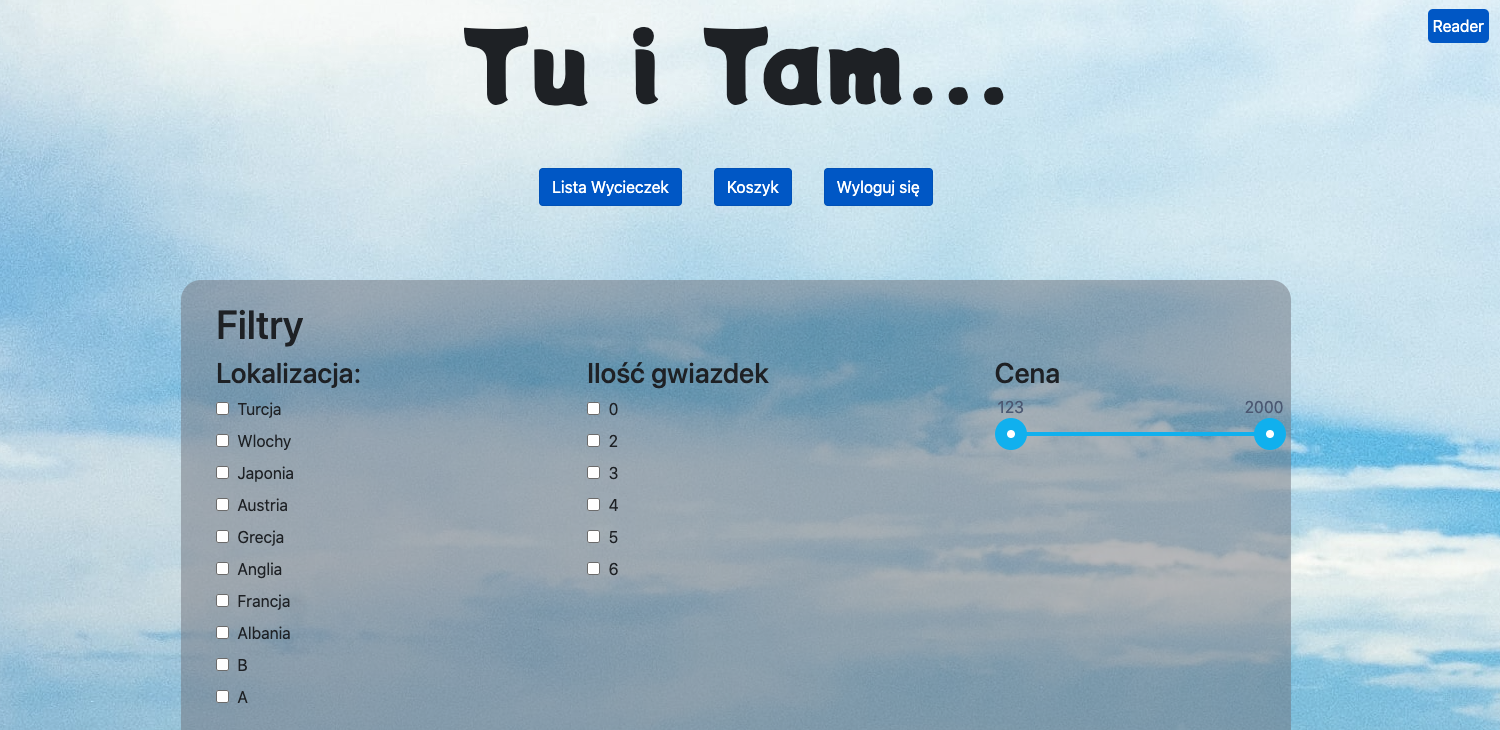 Reader
Tu i Tam...
Lista Wycieczek Koszyk Wyloguj się
Filtry
Lokalizacja:
Turcja
Wlochy
Japonia
Austria
Grecja
Anglia
Francja
Albania
B
A
Ilość gwiazdek
0
2
3
4
5
6
Cena
123 2000